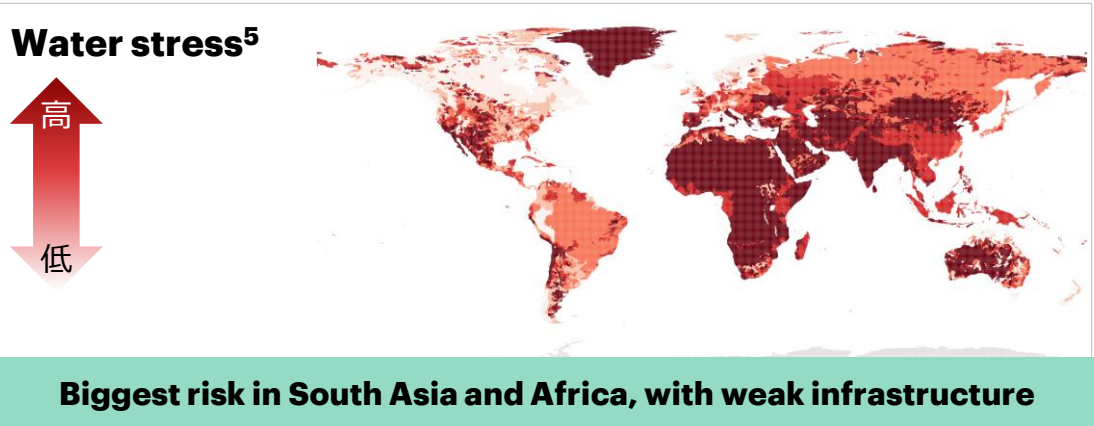 Water stress⁵
高
低
Biggest risk in South Asia and Africa, with weak infrastructure